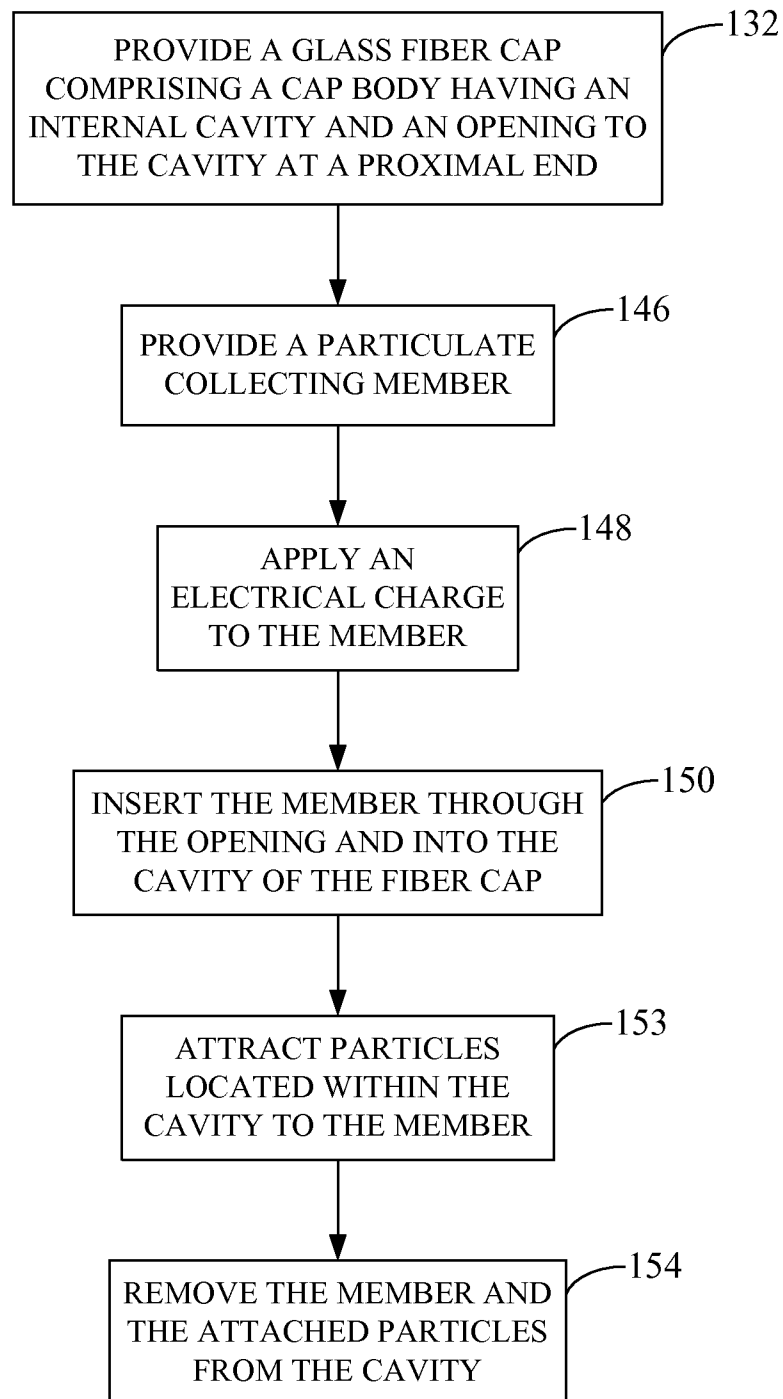 PROVIDE A GLASS FIBER CAP
COMPRISING A CAP BODY HAVING AN
INTERNAL CAVITY AND AN OPENING TO
THE CAVITY AT A PROXIMAL END
132
PROVIDE A PARTICULATE
COLLECTING MEMBER
146
APPLY AN
ELECTRICAL CHARGE
TO THE MEMBER
148
INSERT THE MEMBER THROUGH
THE OPENING AND INTO THE
CAVITY OF THE FIBER CAP
150
ATTRACT PARTICLES
LOCATED WITHIN THE
CAVITY TO THE MEMBER
153
REMOVE THE MEMBER AND
THE ATTACHED PARTICLES
FROM THE CAVITY
154